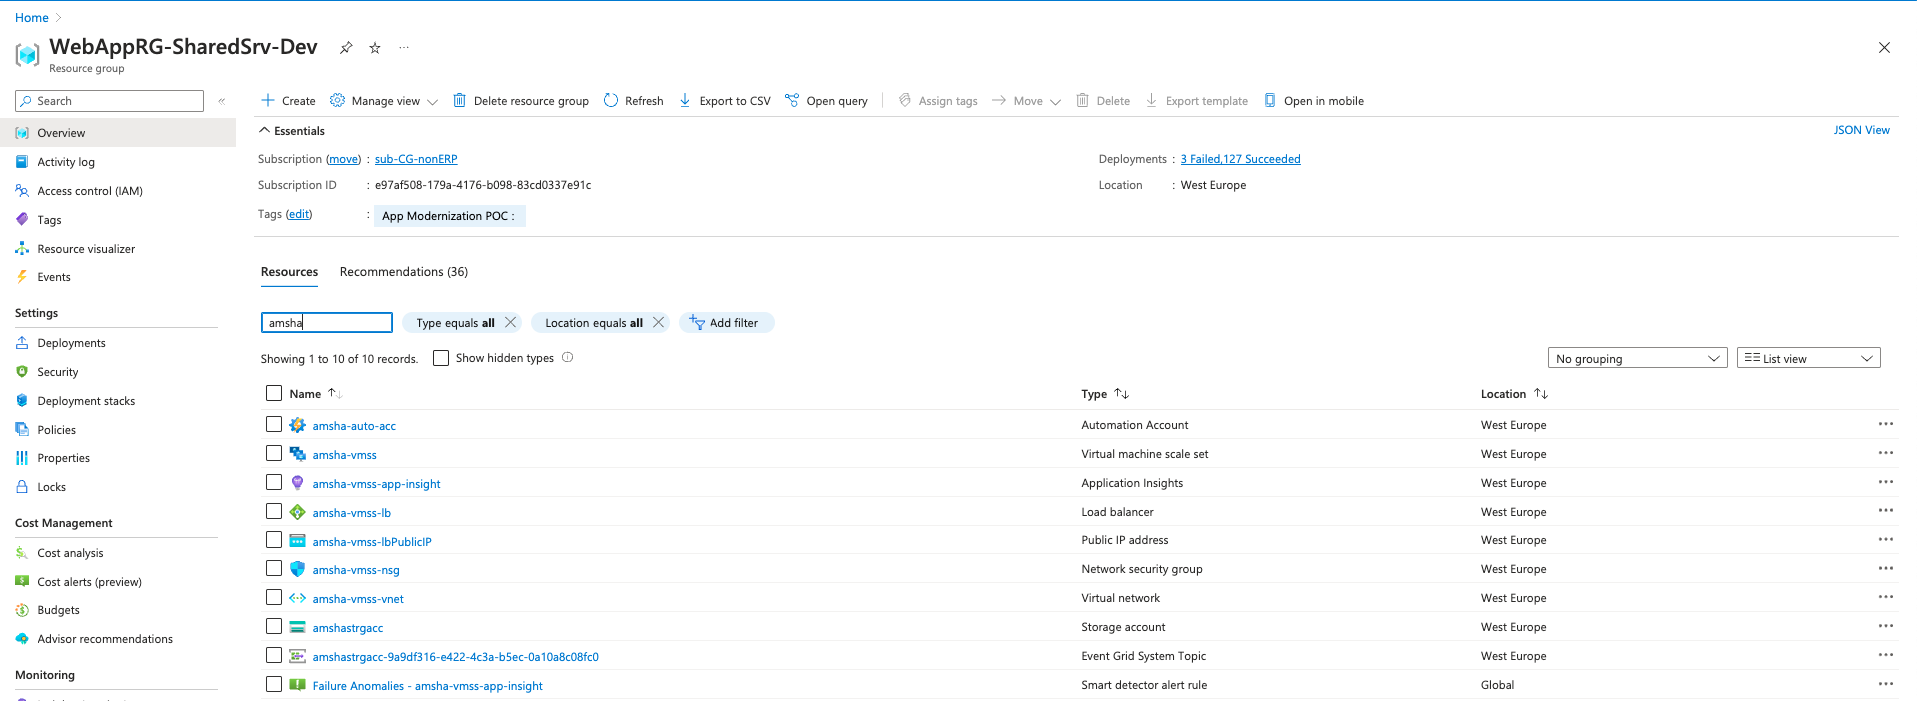 Home
WebAppRG-SharedSrv-Dev
Resource group
Search
Create Manage view Delete resource group Refresh Export to CSV Open query Assign tags Move Delete Export template Open in mobile
Overview
Activity log
Access control (IAM)
Tags
Resource visualizer
Events
Settings
Deployments
Security
Deployment stacks
Policies
Properties
Locks
Cost Management
Cost analysis
Cost alerts (preview)
Budgets
Advisor recommendations
Monitoring
Essentials
JSON View
Subscription (move) : sub-CG-nonERP
Subscription ID : e97af508-179a-4176-b098-83cd0337e91c
Tags (edit) : App Modernization POC :
Deployments : 3 Failed,127 Succeeded
Location : West Europe
Resources Recommendations (36)
amsha Type equals all Location equals all Add filter
Showing 1 to 10 of 10 records. Show hidden types No grouping List view
Name Type Location
amsha-auto-acc Automation Account West Europe
amsha-vmss Virtual machine scale set West Europe
amsha-vmss-app-insight Application Insights West Europe
amsha-vmss-lb Load balancer West Europe
amsha-vmss-lbPublicIP Public IP address West Europe
amsha-vmss-nsg Network security group West Europe
amsha-vmss-vnet Virtual network West Europe
amshastrgacc Storage account West Europe
amshastrgacc-9a9df316-e422-4c3a-b5ec-0a10a8c08fc0 Event Grid System Topic West Europe
Failure Anomalies - amsha-vmss-app-insight Smart detector alert rule Global